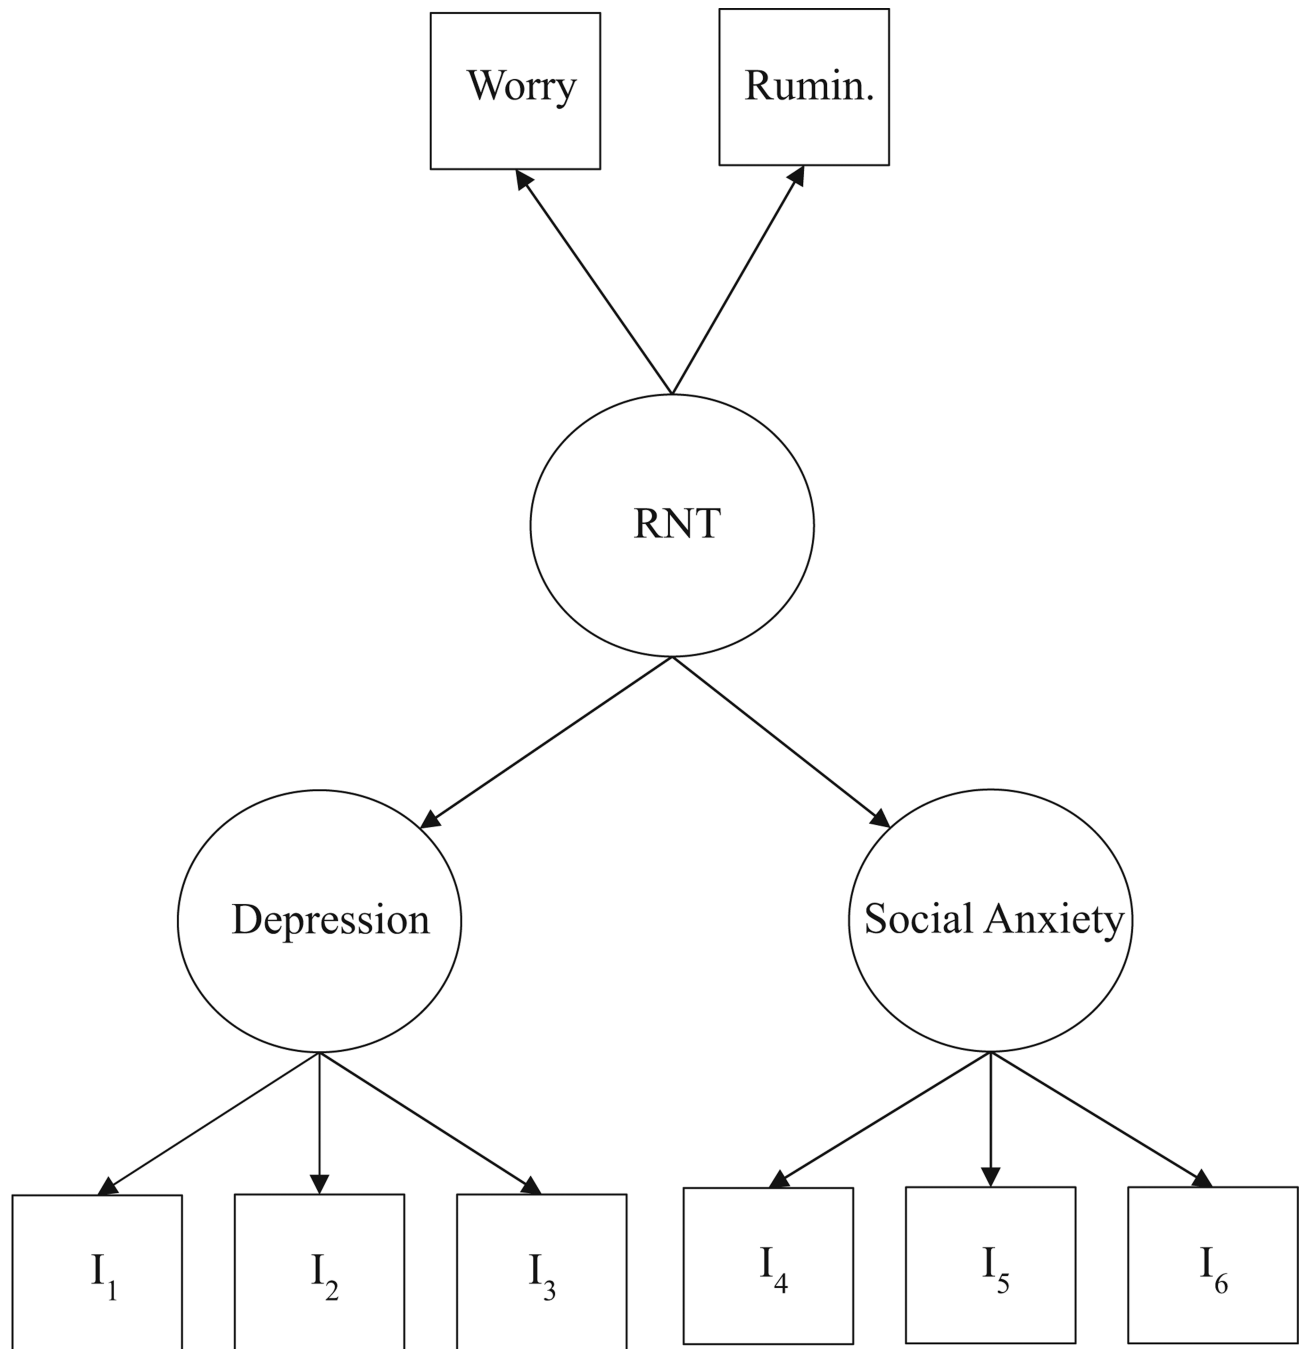 Worry
Rumin.
RNT
Depression
Social Anxiety
I₁
I₂
I₃
I₄
I₅
I₆